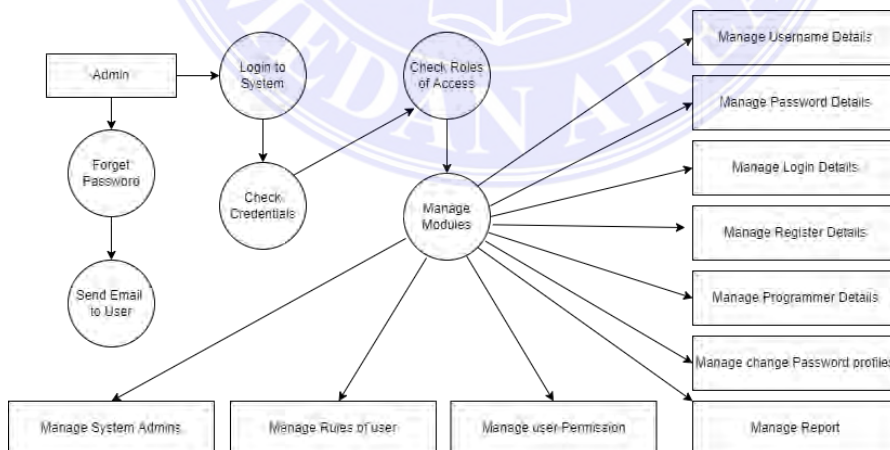 MEDAN AREA
Admin
Login to
System
Check Roles
of Access
Manage Username Details
Manage Password Details
Forget
Password
Check
Credentials
Manage
Modules
Manage Login Details
Manage Register Details
Send Email
to User
Manage Programmer Details
Manage change Password profiles
Manage System Admins
Manage Rules of user
Manage user Permission
Manage Report